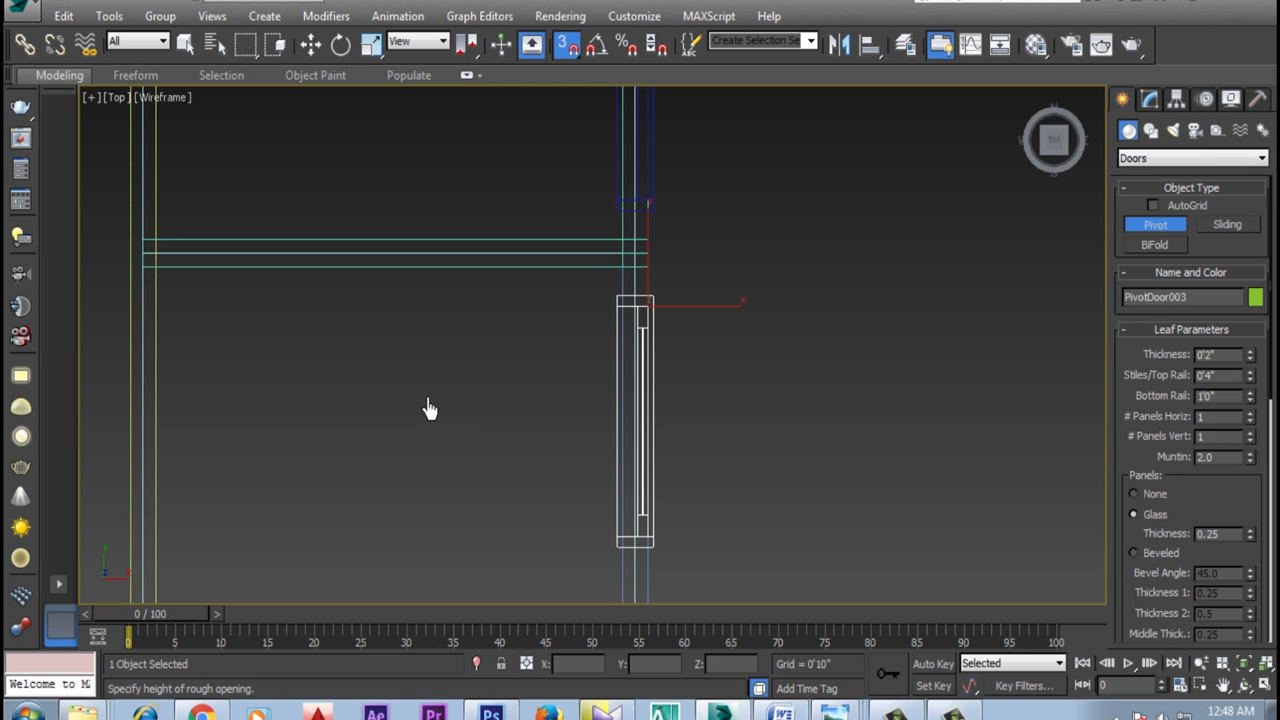 Edit Tools Group Views Create Modifiers Animation Graph Editors Rendering Customize MAXScript Help
All View 3 ABC Create Selection Se
Modeling Freeform Selection Object Paint Populate
[+] [Top] [Wireframe]
TOP
x
y
x
Doors
- Object Type
AutoGrid
Pivot Sliding
BiFold
- Name and Color
PivotDoor003
- Leaf Parameters
Thickness: 0'2"
Stiles/Top Rail: 0'4"
Bottom Rail: 1'0"
# Panels Horiz: 1
# Panels Vert: 1
Muntin: 2.0
Panels:
None
Glass
Thickness: 0.25
Beveled
Bevel Angle: 45.0
Thickness 1: 0.25
Thickness 2: 0.5
Middle Thick.: 0.25
< 0 / 100 >
0 5 10 15 20 25 30 35 40 45 50 55 60 65 70 75 80 85 90 95 100
1 Object Selected X: Y: Z: Grid = 0'10" Auto Key Selected
Welcome to M Specify height of rough opening. Add Time Tag Set Key Key Filters... 0
Ae Pr Ps 12:48 AM